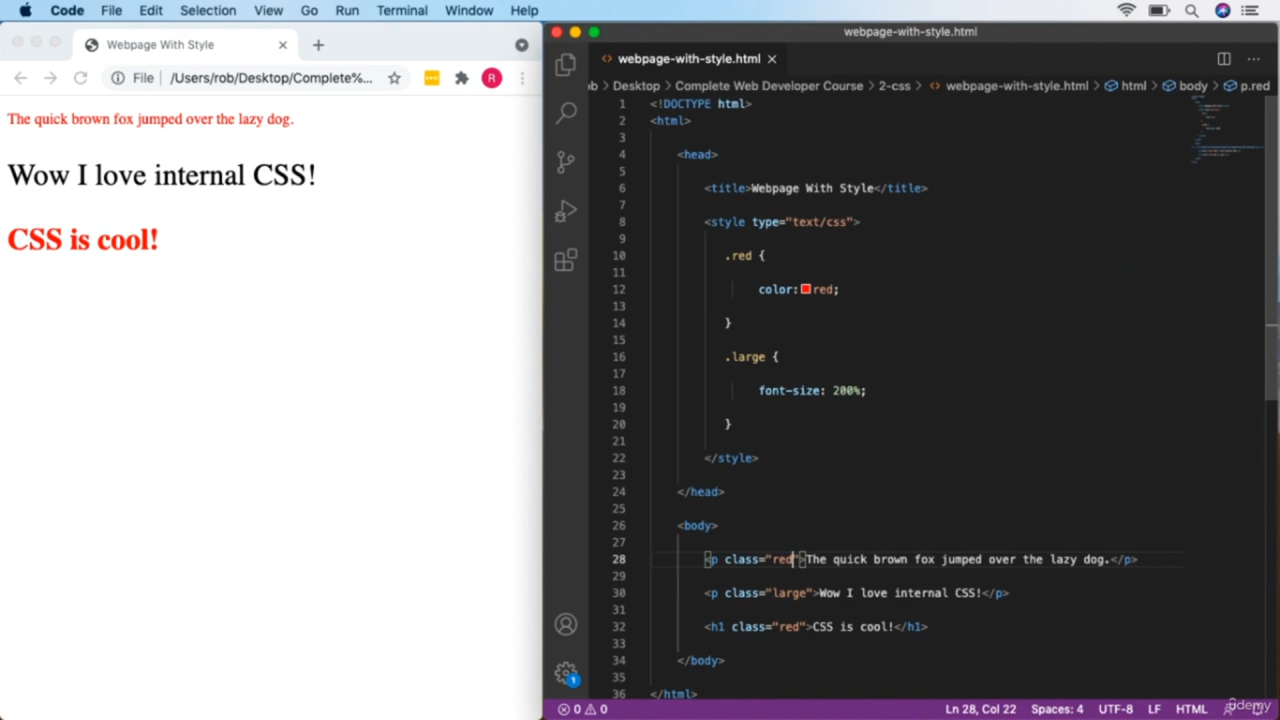 Code File Edit Selection View Go Run Terminal Window Help
Webpage With Style
File /Users/rob/Desktop/Complete%... R
The quick brown fox jumped over the lazy dog.
Wow I love internal CSS!
CSS is cool!
webpage-with-style.html
webpage-with-style.html
ob > Desktop > Complete Web Developer Course > 2-css > webpage-with-style.html > html > body > p.red
1 <!DOCTYPE html>
2 <html>
3
4 <head>
5
6 <title>Webpage With Style</title>
7
8 <style type="text/css">
9
10 .red {
11
12 color: red;
13
14 }
15
16 .large {
17
18 font-size: 200%;
19
20 }
21
22 </style>
23
24 </head>
25
26 <body>
27
28 <p class="red">The quick brown fox jumped over the lazy dog.</p>
29
30 <p class="large">Wow I love internal CSS!</p>
31
32 <h1 class="red">CSS is cool!</h1>
33
34 </body>
35
36 </html>
1
0 0 Ln 28, Col 22 Spaces: 4 UTF-8 LF HTML
udemy